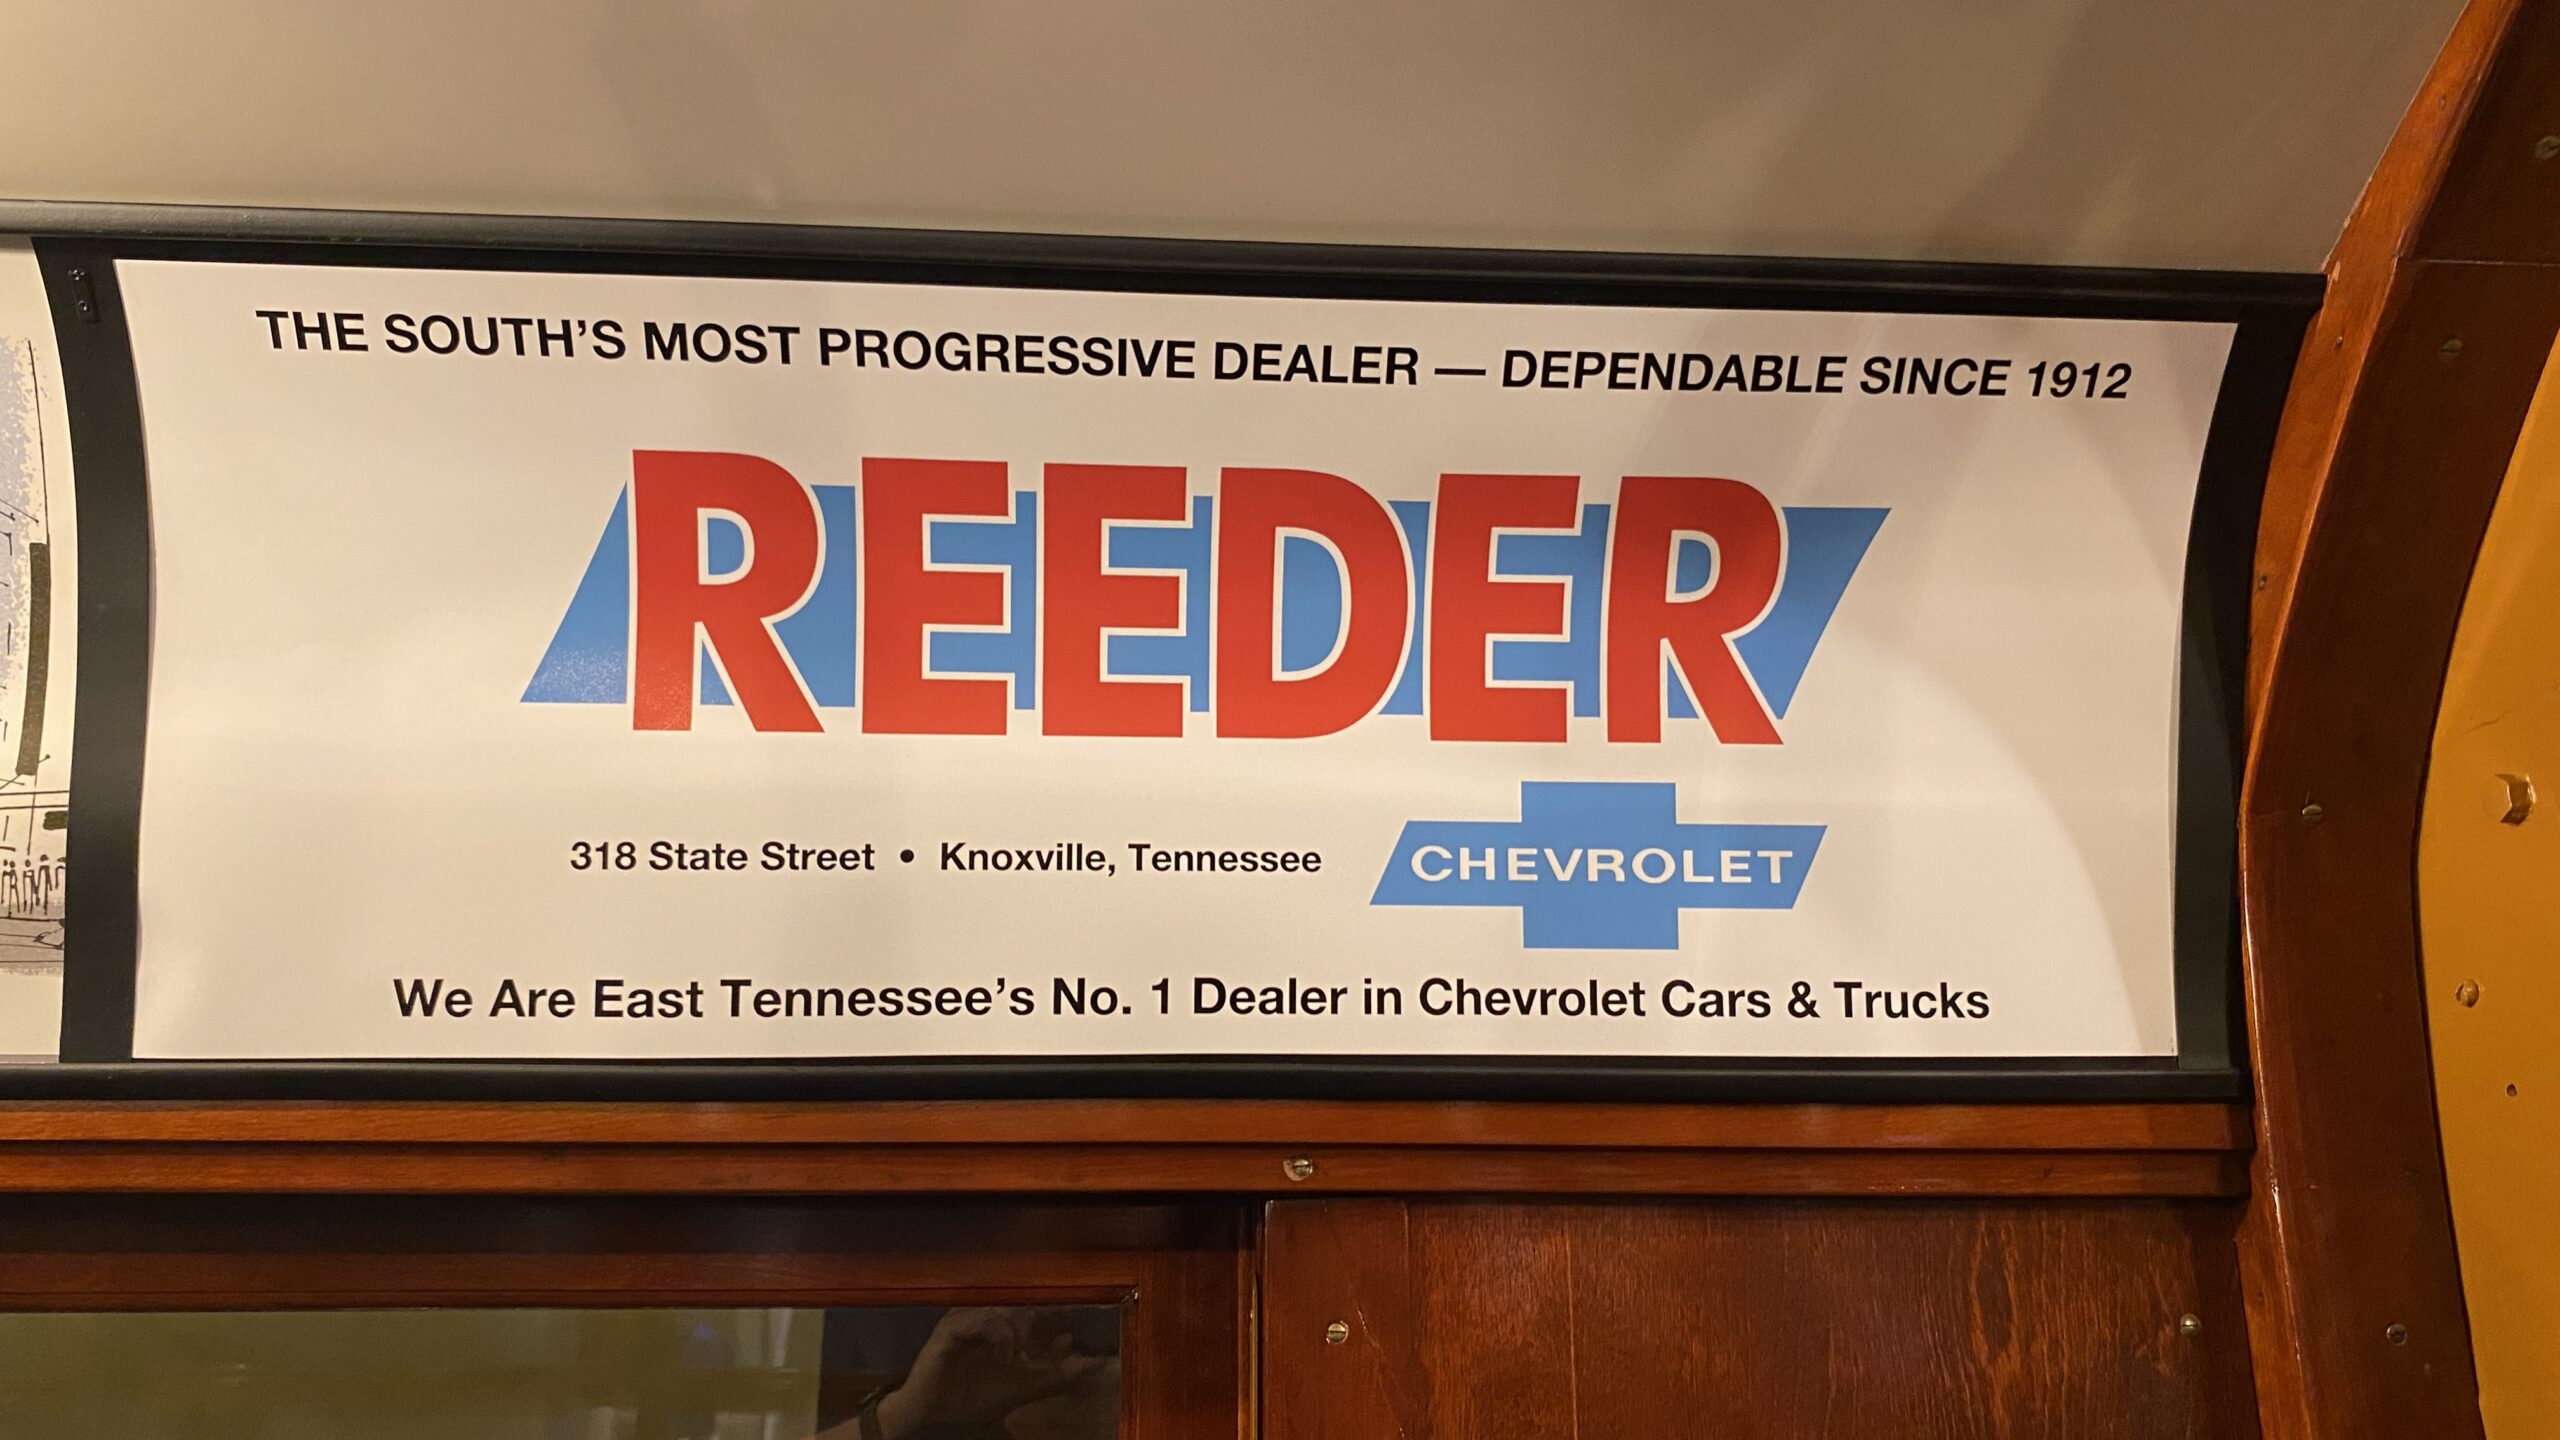 THE SOUTH’S MOST PROGRESSIVE DEALER — DEPENDABLE SINCE 1912
REEDER
318 State Street • Knoxville, Tennessee
CHEVROLET
We Are East Tennessee’s No. 1 Dealer in Chevrolet Cars & Trucks